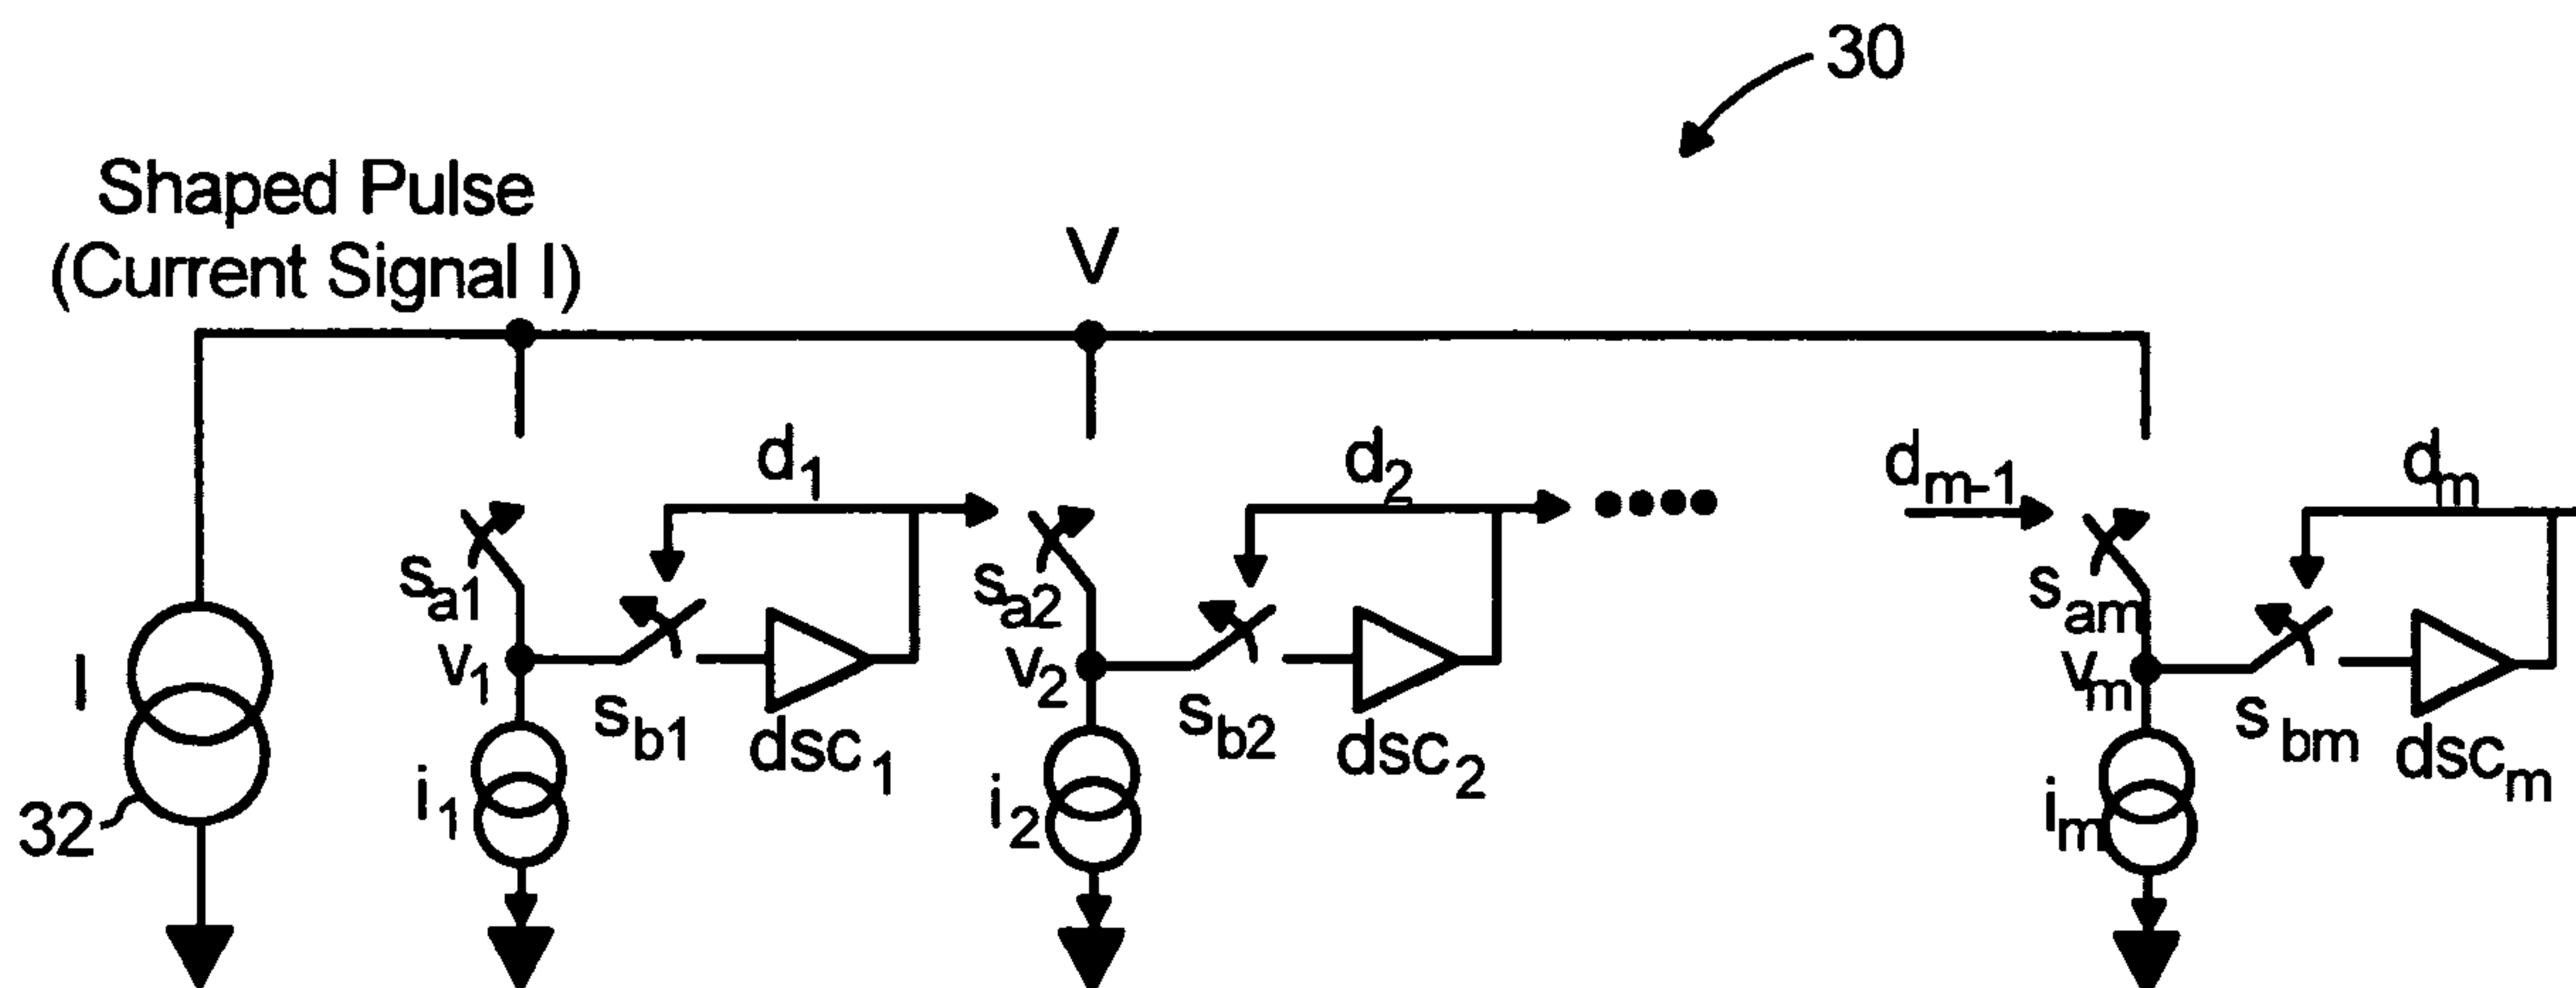 30
Shaped Pulse
(Current Signal I)
V
d1
d2
dm-1
dm
sa1
sa2
sam
I
v1
sb1
dsc1
v2
sb2
dsc2
vm
sbm
dscm
32
i1
i2
im